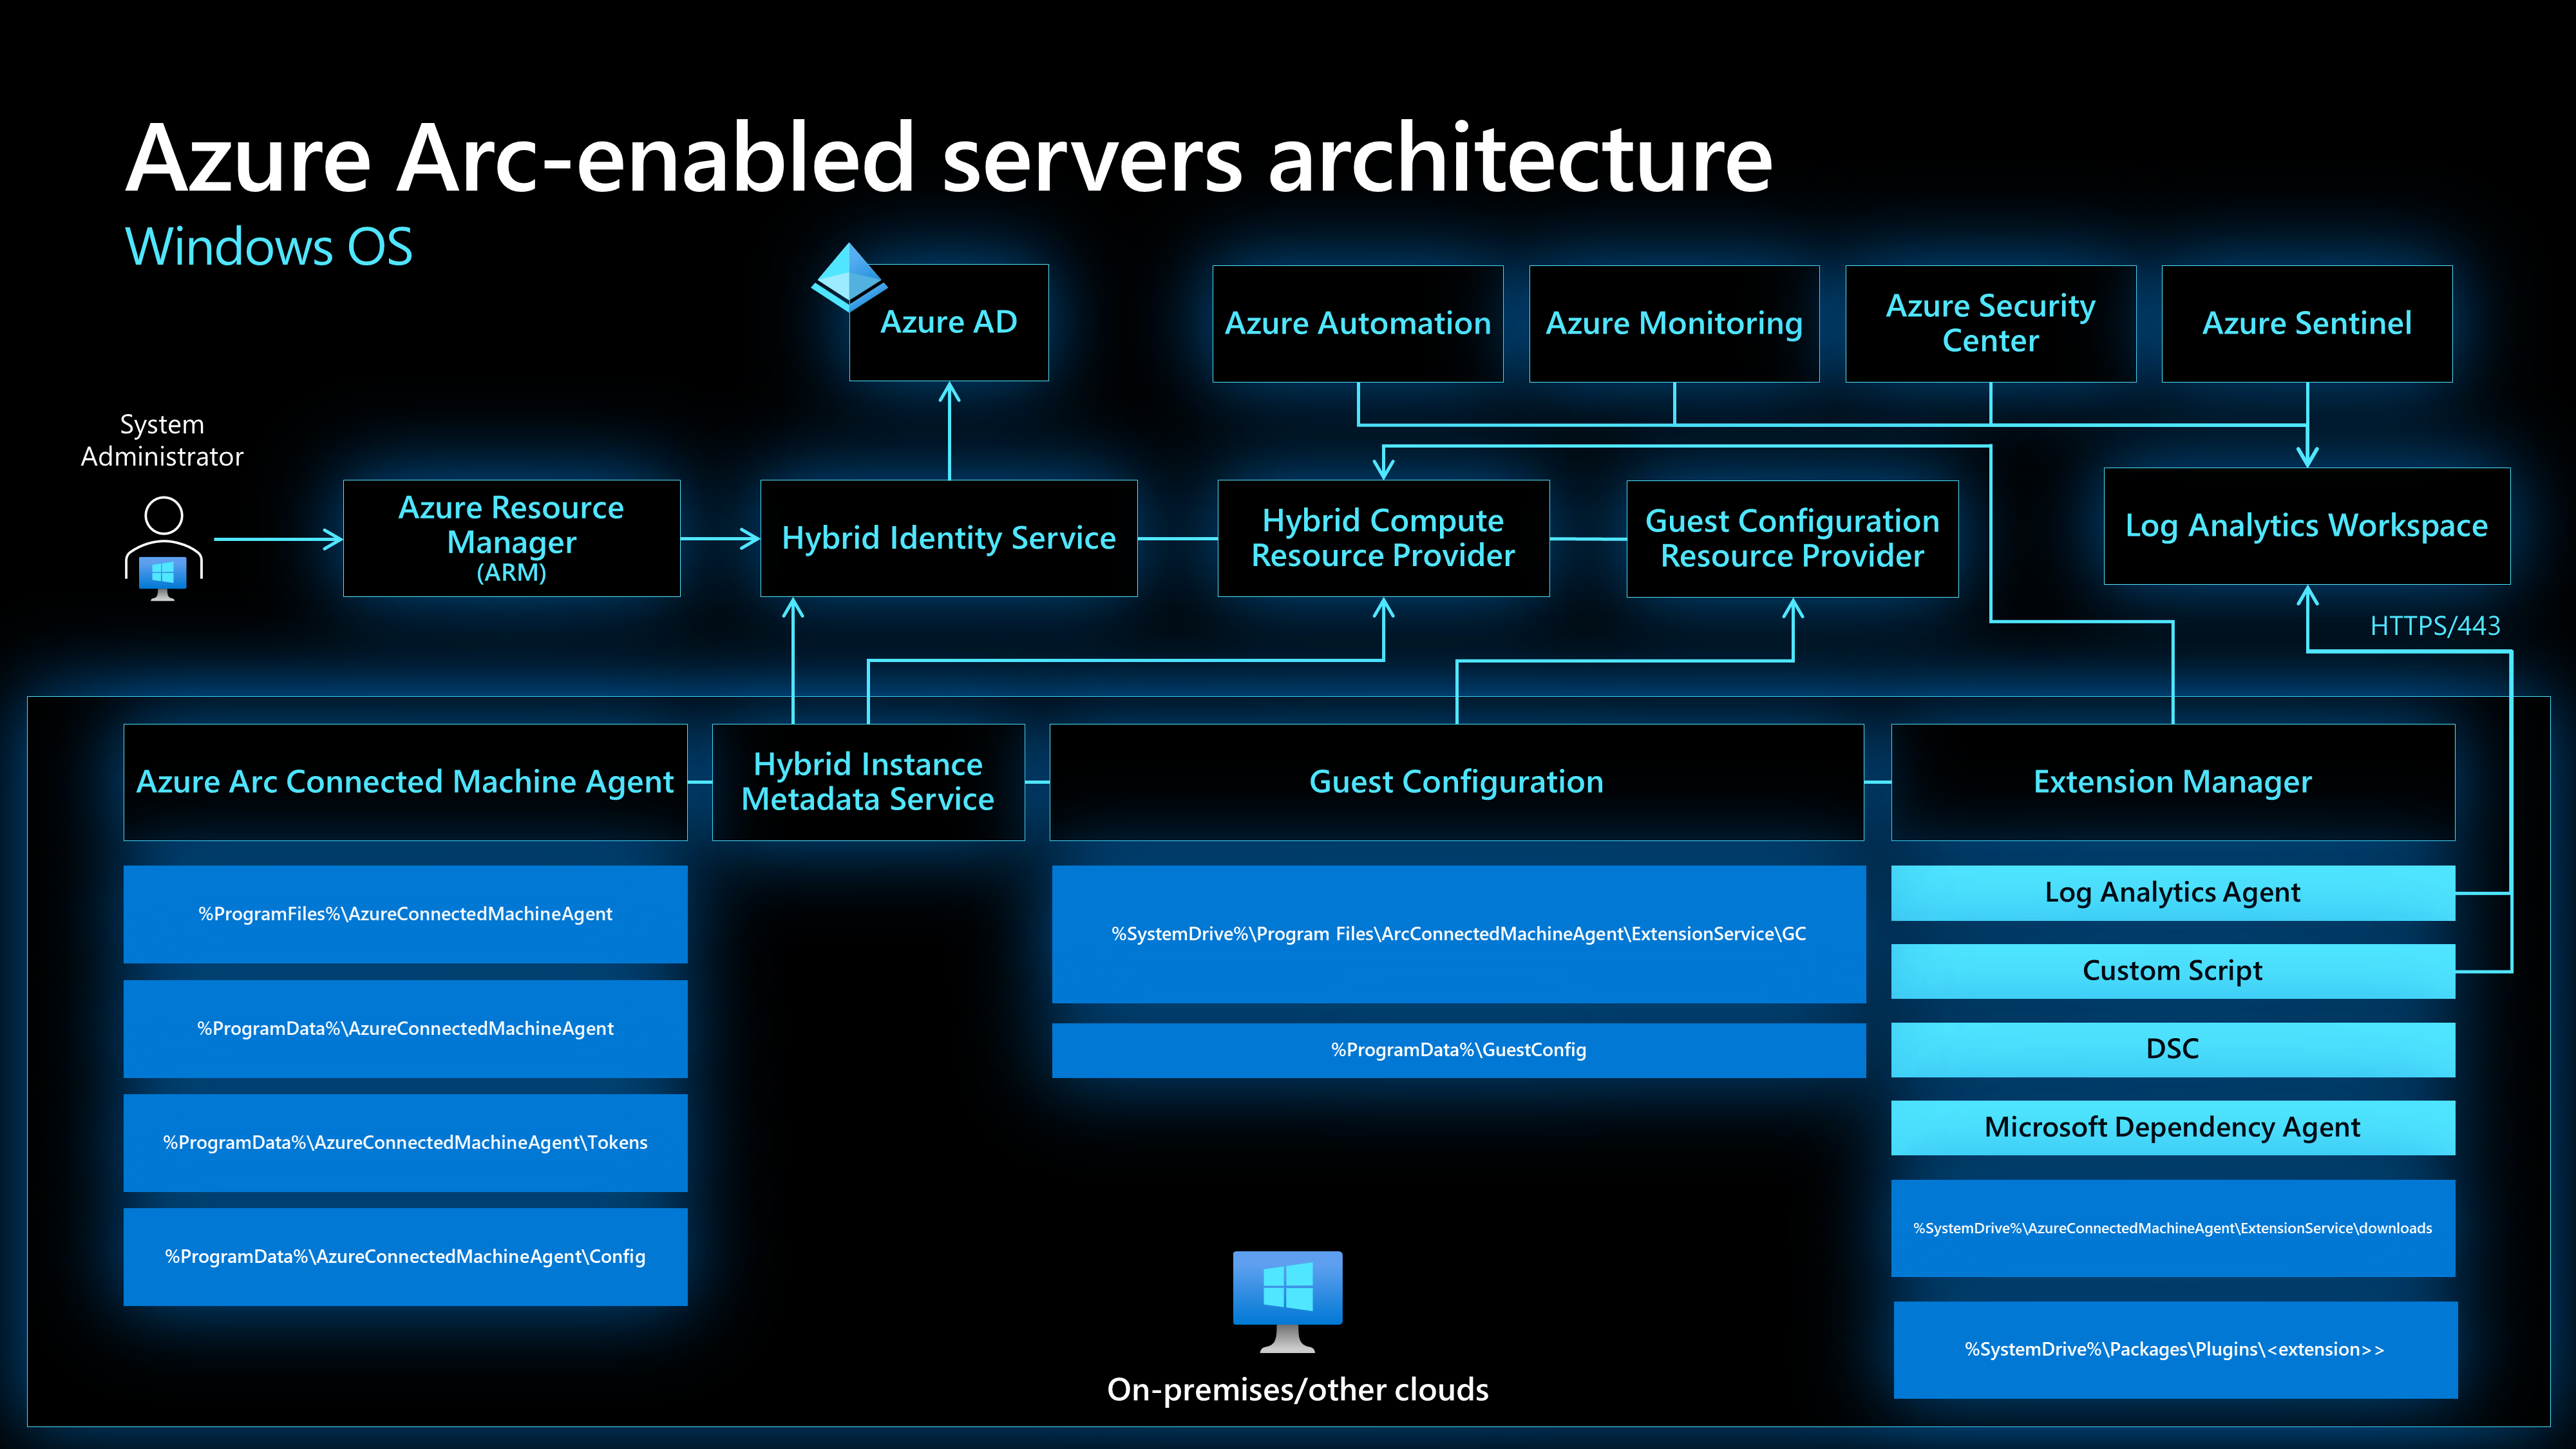 Azure Arc-enabled servers architecture
Windows OS
Azure AD
Azure Automation
Azure Monitoring
Azure Security
Center
Azure Sentinel
System
Administrator
Azure Resource
Manager
(ARM)
Hybrid Identity Service
Hybrid Compute
Resource Provider
Guest Configuration
Resource Provider
Log Analytics Workspace
HTTPS/443
Azure Arc Connected Machine Agent
Hybrid Instance
Metadata Service
Guest Configuration
Extension Manager
%ProgramFiles%\AzureConnectedMachineAgent
%ProgramData%\AzureConnectedMachineAgent
%ProgramData%\AzureConnectedMachineAgent\Tokens
%ProgramData%\AzureConnectedMachineAgent\Config
%SystemDrive%\Program Files\ArcConnectedMachineAgent\ExtensionService\GC
%ProgramData%\GuestConfig
Log Analytics Agent
Custom Script
DSC
Microsoft Dependency Agent
%SystemDrive%\AzureConnectedMachineAgent\ExtensionService\downloads
%SystemDrive%\Packages\Plugins\<extension>>
On-premises/other clouds